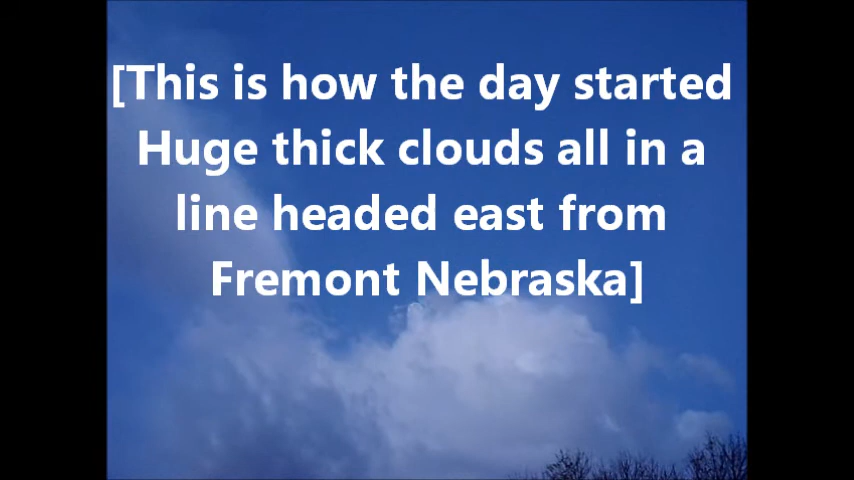 [This is how the day started
Huge thick clouds all in a
line headed east from
Fremont Nebraska]